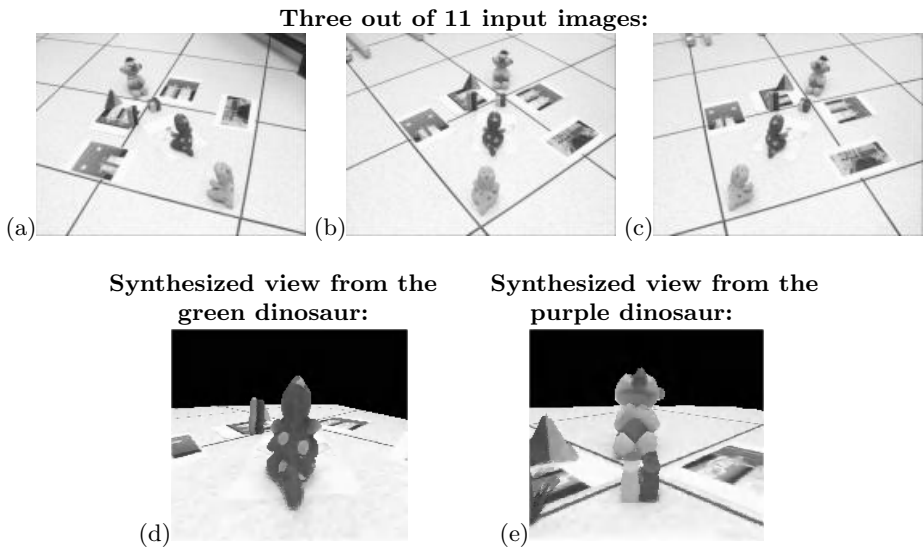 Three out of 11 input images:
(a)
(b)
(c)
Synthesized view from the
green dinosaur:
Synthesized view from the
purple dinosaur:
(d)
(e)